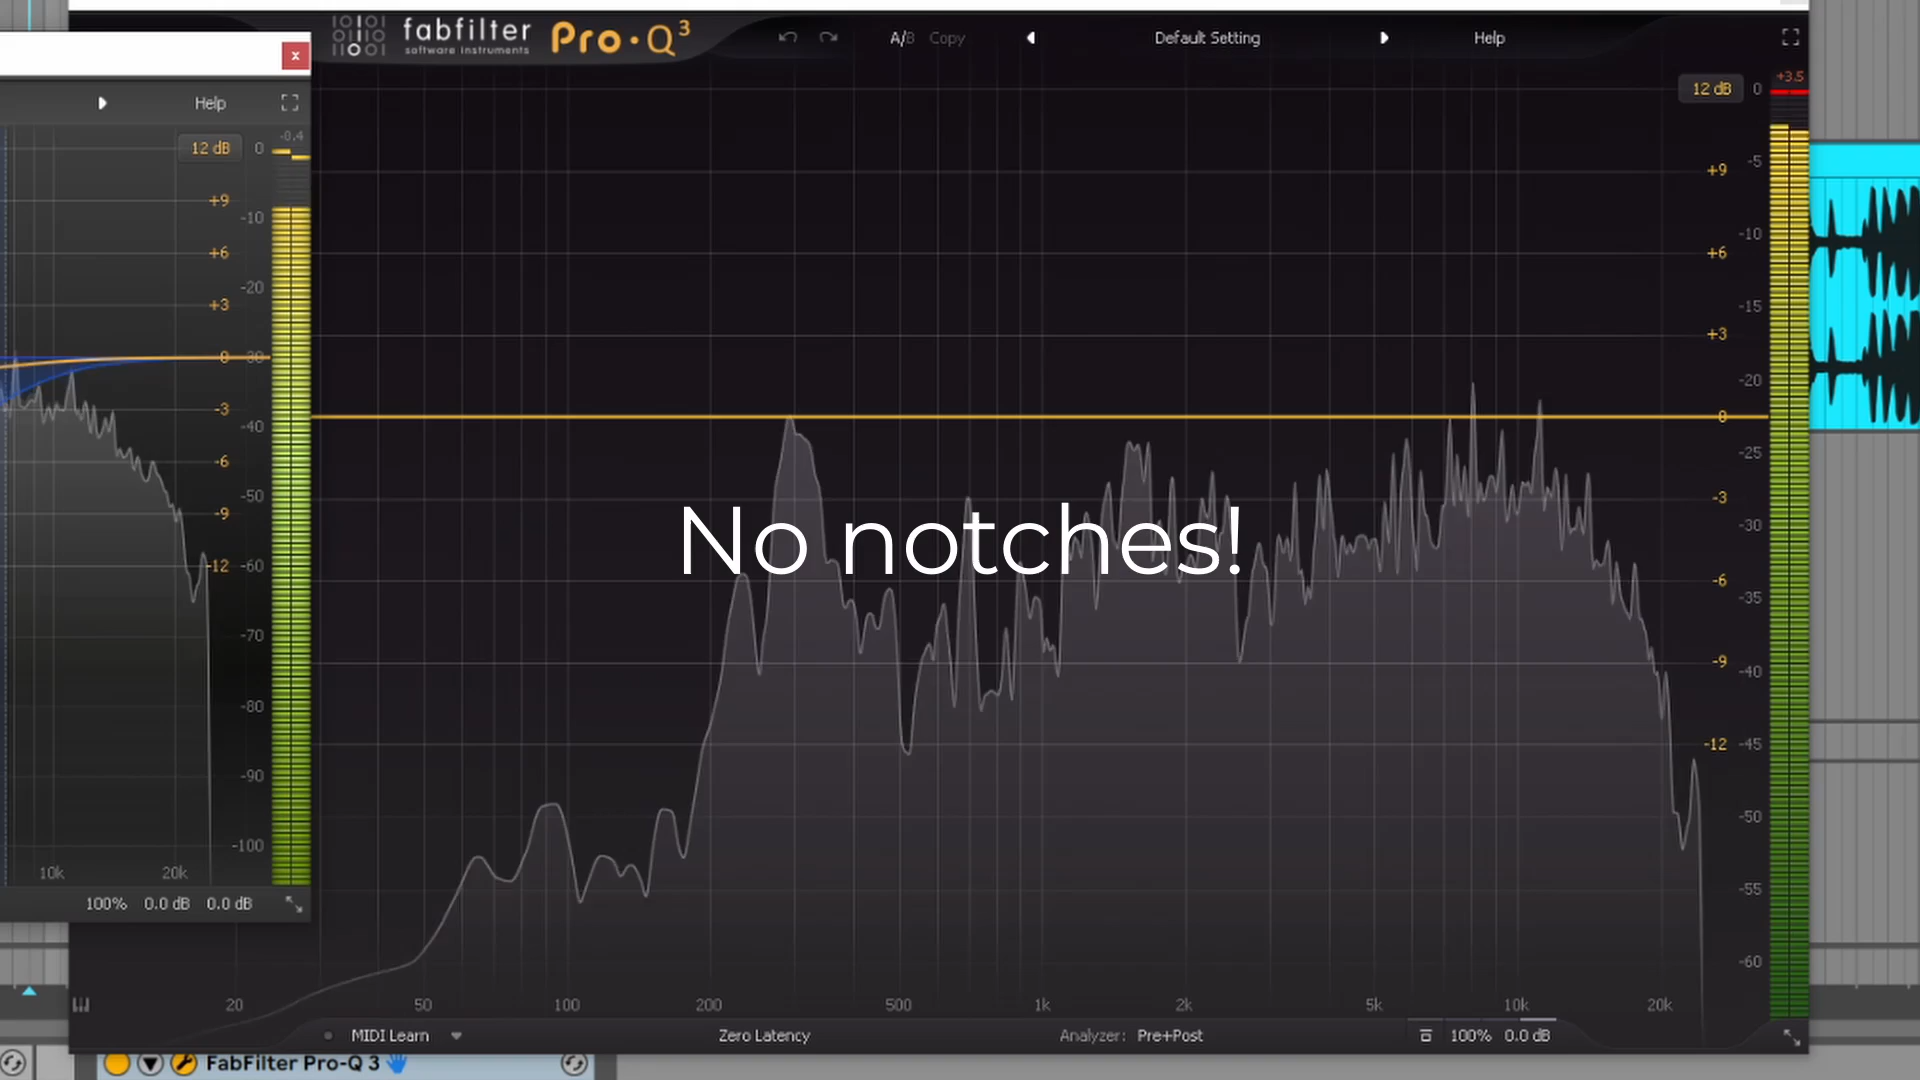 fabfilter
software instruments
Pro·Q 3
A/B Copy
Default Setting
Help
12 dB 0 +3.5
+9 -5
+6 -10
+3 -15
-20
0
-25
-3 -30
-6 -35
-9 -40
-12 -45
-50
-55
-60
No notches!
20 50 100 200 500 1k 2k 5k 10k 20k
MIDI Learn
Zero Latency
Analyzer: Pre+Post
100% 0.0 dB
x
Help
-0.4
12 dB 0
+9 -10
+6 -20
+3
0 -30
-3 -40
-6
-9 -50
-12 -60
-70
-80
-90
-100
10k 20k
100% 0.0 dB 0.0 dB
FabFilter Pro-Q 3